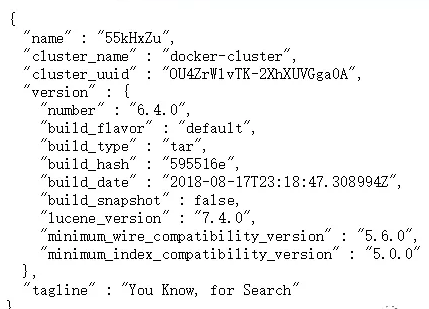 {
  "name" : "55kHxZu",
  "cluster_name" : "docker-cluster",
  "cluster_uuid" : "OU4ZrW1vTK-2XhXUVGga0A",
  "version" : {
    "number" : "6.4.0",
    "build_flavor" : "default",
    "build_type" : "tar",
    "build_hash" : "595516e",
    "build_date" : "2018-08-17T23:18:47.308994Z",
    "build_snapshot" : false,
    "lucene_version" : "7.4.0",
    "minimum_wire_compatibility_version" : "5.6.0",
    "minimum_index_compatibility_version" : "5.0.0"
  },
  "tagline" : "You Know, for Search"
}